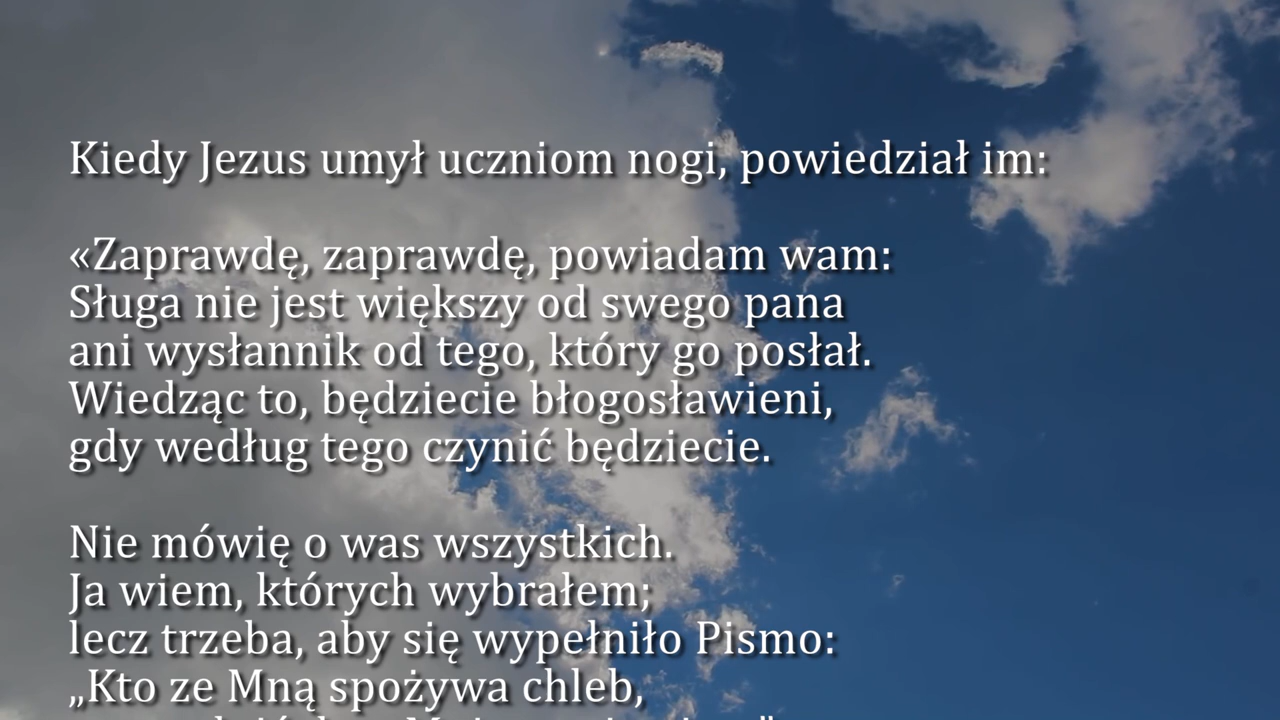 Kiedy Jezus umył uczniom nogi, powiedział im:
«Zaprawdę, zaprawdę, powiadam wam:
Sługa nie jest większy od swego pana
ani wysłannik od tego, który go posłał.
Wiedząc to, będziecie błogosławieni,
gdy według tego czynić będziecie.
Nie mówię o was wszystkich.
Ja wiem, których wybrałem;
lecz trzeba, aby się wypełniło Pismo:
„Kto ze Mną spożywa chleb,